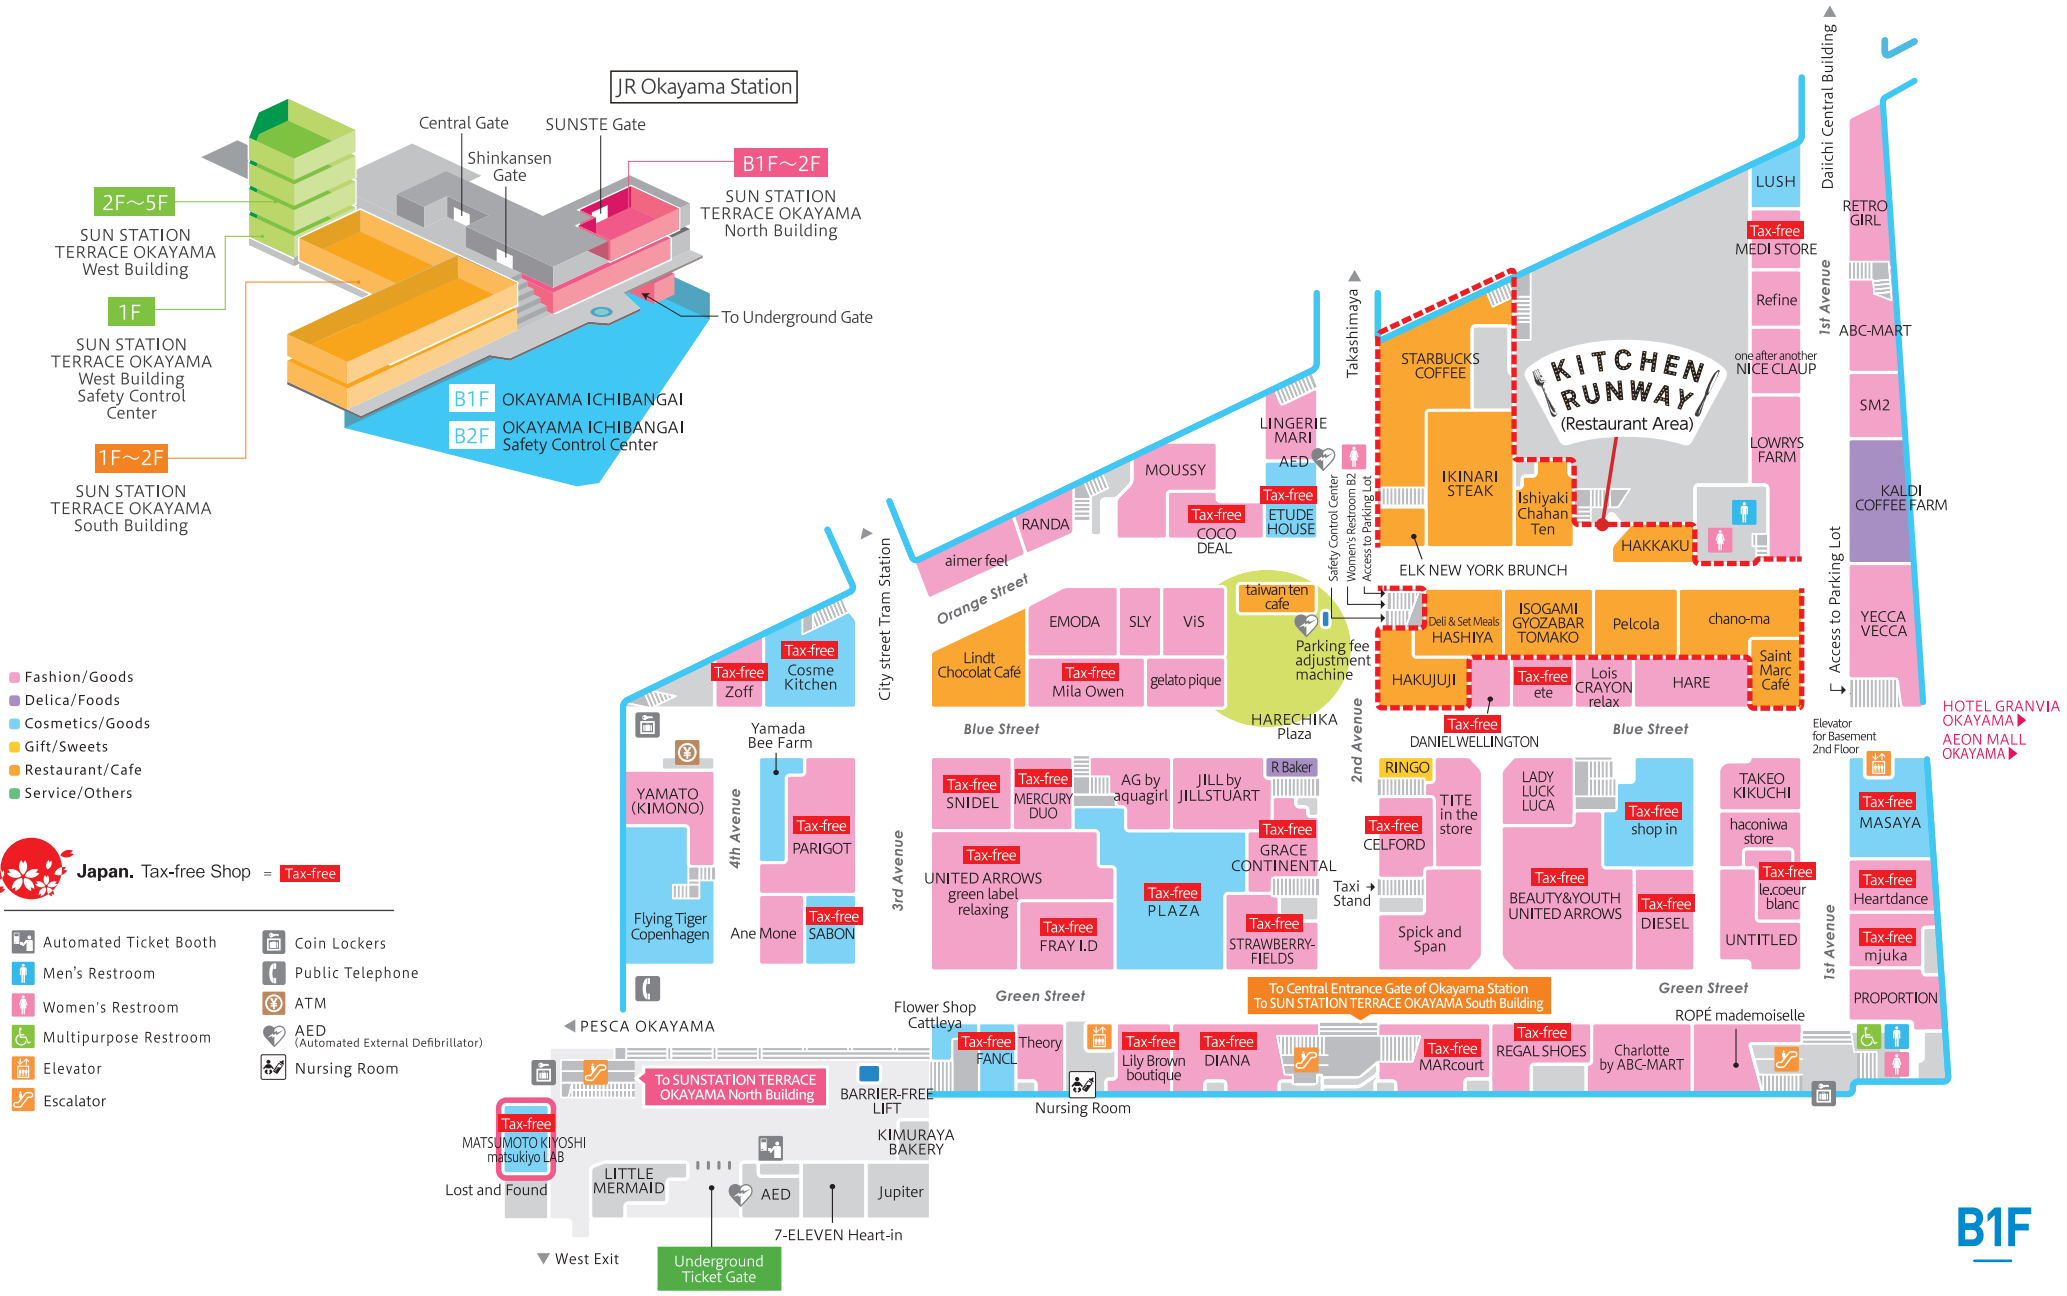 JR Okayama Station
Central Gate
SUNSTE Gate
Shinkansen
Gate
B1F～2F
SUN STATION
TERRACE OKAYAMA
North Building
2F～5F
SUN STATION
TERRACE OKAYAMA
West Building
1F
SUN STATION
TERRACE OKAYAMA
West Building
Safety Control
Center
1F～2F
SUN STATION
TERRACE OKAYAMA
South Building
To Underground Gate
B1F OKAYAMA ICHIBANGAI
B2F OKAYAMA ICHIBANGAI
Safety Control Center
Fashion/Goods
Delica/Foods
Cosmetics/Goods
Gift/Sweets
Restaurant/Cafe
Service/Others
Japan. Tax-free Shop = Tax-free
Automated Ticket Booth
Men's Restroom
Women's Restroom
Multipurpose Restroom
Elevator
Escalator
Coin Lockers
Public Telephone
ATM
AED
(Automated External Defibrillator)
Nursing Room
Daiichi Central Building
LUSH
Tax-free
MEDI STORE
Refine
one after another
NICE CLAUP
LOWRYS
FARM
1st Avenue
RETRO
GIRL
ABC-MART
SM2
KALDI
COFFEE FARM
YECCA
VECCA
Access to Parking Lot
Takashimaya
STARBUCKS
COFFEE
KITCHEN
RUNWAY
(Restaurant Area)
IKINARI
STEAK
Ishiyaki
Chahan
Ten
HAKKAKU
ELK NEW YORK BRUNCH
LINGERIE
MARI
AED
Tax-free
ETUDE
HOUSE
MOUSSY
Tax-free
COCO
DEAL
RANDA
aimer feel
Orange Street
Safety Control Center
Women's Restroom B2
Access to Parking Lot
City street Tram Station
taiwan ten
cafe
Parking fee
adjustment
machine
HARECHIKA
Plaza
2nd Avenue
Deli & Set Meals
HASHIYA
ISOGAMI
GYOZABAR
TOMAKO
Pelcola
chano-ma
Saint
Marc
Café
HAKUJUJI
Tax-free
DANIELWELLINGTON
Tax-free
ete
Lois
CRAYON
relax
HARE
Blue Street
EMODA
SLY
ViS
Lindt
Chocolat Café
Tax-free
Mila Owen
gelato pique
Blue Street
Tax-free
Zoff
Tax-free
Cosme
Kitchen
Yamada
Bee Farm
YAMATO
(KIMONO)
Flying Tiger
Copenhagen
4th Avenue
Tax-free
PARIGOT
Ane Mone
Tax-free
SABON
3rd Avenue
Tax-free
SNIDEL
Tax-free
MERCURY
DUO
AG by
aquagirl
JILL by
JILLSTUART
R Baker
Tax-free
UNITED ARROWS
green label
relaxing
Tax-free
FRAY I.D
Tax-free
PLAZA
Tax-free
GRACE
CONTINENTAL
Tax-free
STRAWBERRY-
FIELDS
Taxi
Stand
RINGO
Tax-free
CELFORD
TITE
in the
store
Spick and
Span
LADY
LUCK
LUCA
Tax-free
shop in
Tax-free
BEAUTY&YOUTH
UNITED ARROWS
Tax-free
DIESEL
TAKEO
KIKUCHI
haconiwa
store
Tax-free
le.coeur
blanc
UNTITLED
1st Avenue
Elevator
for Basement
2nd Floor
HOTEL GRANVIA
OKAYAMA
AEON MALL
OKAYAMA
Tax-free
MASAYA
Tax-free
Heartdance
Tax-free
mjuka
PROPORTION
Green Street
To Central Entrance Gate of Okayama Station
To SUN STATION TERRACE OKAYAMA South Building
Green Street
ROPÉ mademoiselle
PESCA OKAYAMA
Flower Shop
Cattleya
Tax-free
FANCL
Theory
Nursing Room
Tax-free
Lily Brown
boutique
Tax-free
DIANA
Tax-free
MARcourt
Tax-free
REGAL SHOES
Charlotte
by ABC-MART
To SUNSTATION TERRACE
OKAYAMA North Building
BARRIER-FREE
LIFT
Tax-free
MATSUMOTO KIYOSHI
matsukiyo LAB
Lost and Found
KIMURAYA
BAKERY
LITTLE
MERMAID
AED
Jupiter
7-ELEVEN Heart-in
West Exit
Underground
Ticket Gate
B1F